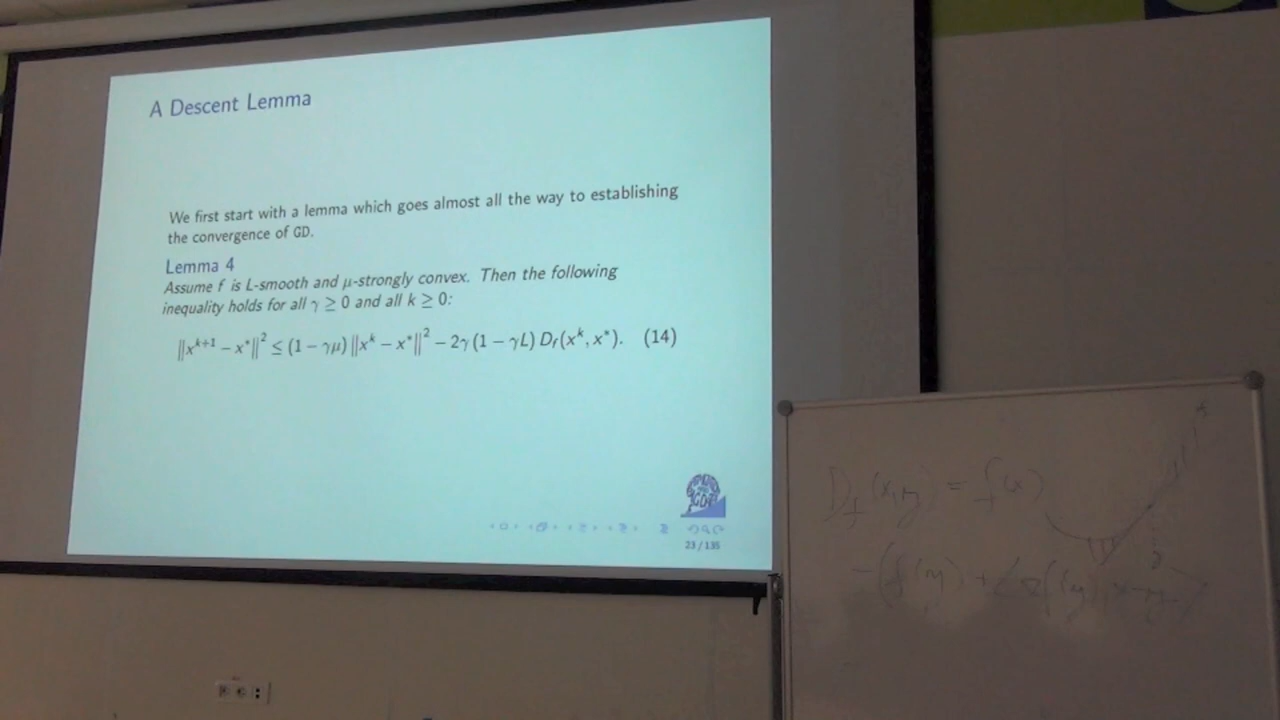 A Descent Lemma
We first start with a lemma which goes almost all the way to establishing
the convergence of GD.
Lemma 4
Assume f is L-smooth and μ-strongly convex. Then the following
inequality holds for all γ ≥ 0 and all k ≥ 0:
‖x^{k+1} − x*‖² ≤ (1 − γμ) ‖x^k − x*‖² − 2γ (1 − γL) D_f(x^k, x*). (14)
23 / 135
D_f (x,y) = f(x)
− (f(y) + ⟨∇f(y), x−y